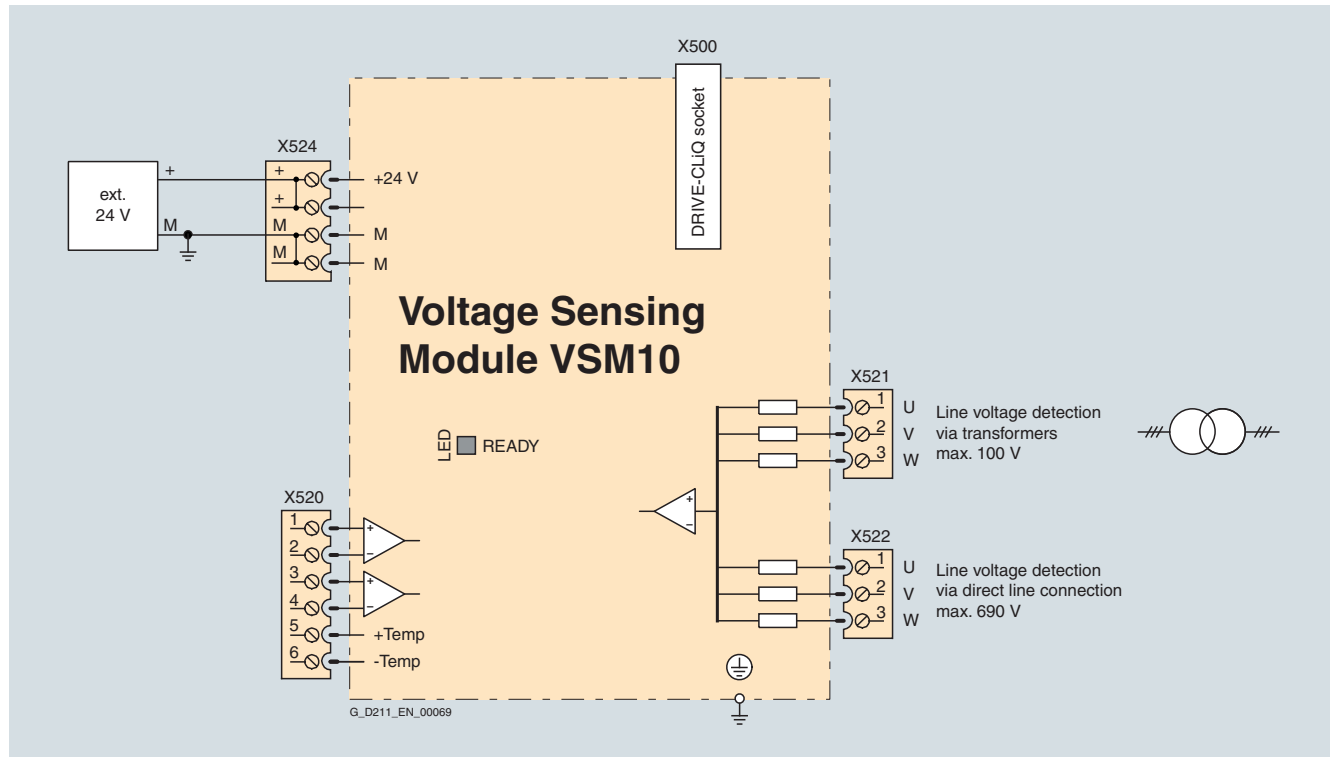 X500
DRIVE-CLiQ socket
X524
ext.
24 V
+
M
+
+
M
M
+24 V
M
M
Voltage Sensing
Module VSM10
LED
READY
X521
1
2
3
U
V
W
Line voltage detection
via transformers
max. 100 V
X520
1
2
3
4
5
6
+
−
+
−
+Temp
-Temp
+
−
X522
1
2
3
U
V
W
Line voltage detection
via direct line connection
max. 690 V
G_D211_EN_00069